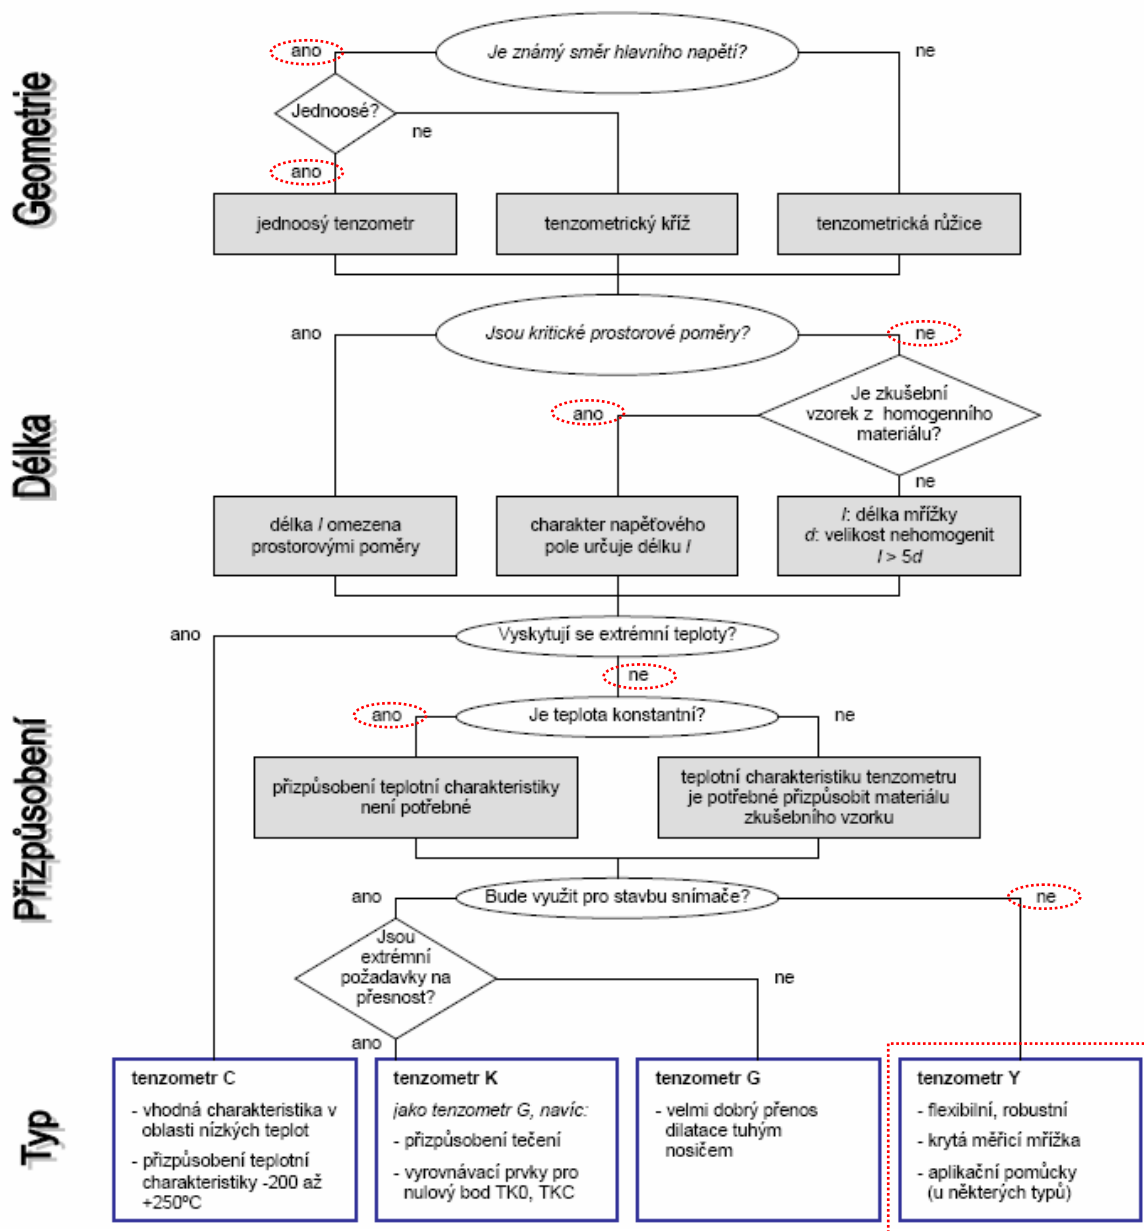 Geometrie
Je známý směr hlavního napětí?
ano
ne
Jednoosé?
ne
ano
jednoosý tenzometr
tenzometrický kříž
tenzometrická růžice
Délka
Jsou kritické prostorové poměry?
ano
ne
Je zkušební
vzorek z homogenního
materiálu?
ano
ne
délka l omezena
prostorovými poměry
charakter napěťového
pole určuje délku l
l: délka mřížky
d: velikost nehomogenit
l > 5d
Přizpůsobení
Vyskytují se extrémní teploty?
ano
ne
Je teplota konstantní?
ano
ne
přizpůsobení teplotní charakteristiky
není potřebné
teplotní charakteristiku tenzometru
je potřebné přizpůsobit materiálu
zkušebního vzorku
Bude využit pro stavbu snímače?
ano
ne
Jsou
extrémní
požadavky na
přesnost?
ne
ano
Typ
tenzometr C
- vhodná charakteristika v
oblasti nízkých teplot
- přizpůsobení teplotní
charakteristiky -200 až
+250ºC
tenzometr K
jako tenzometr G, navíc:
- přizpůsobení tečení
- vyrovnávací prvky pro
nulový bod TK0, TKC
tenzometr G
- velmi dobrý přenos
dilatace tuhým
nosičem
tenzometr Y
- flexibilní, robustní
- krytá měřicí mřížka
- aplikační pomůcky
(u některých typů)